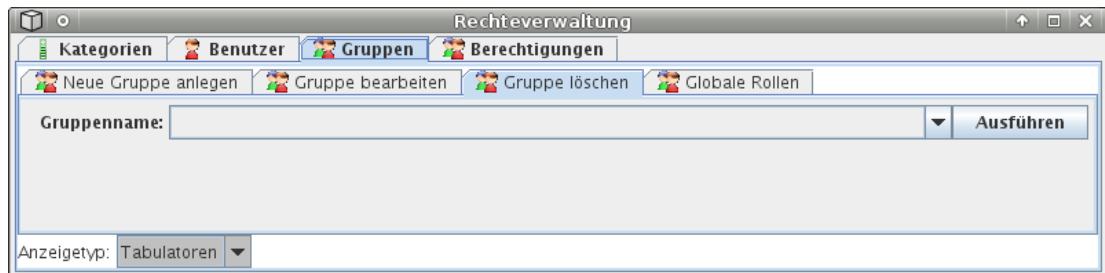 Rechteverwaltung
Kategorien Benutzer Gruppen Berechtigungen
Neue Gruppe anlegen Gruppe bearbeiten Gruppe löschen Globale Rollen
Gruppenname: Ausführen
Anzeigetyp: Tabulatoren